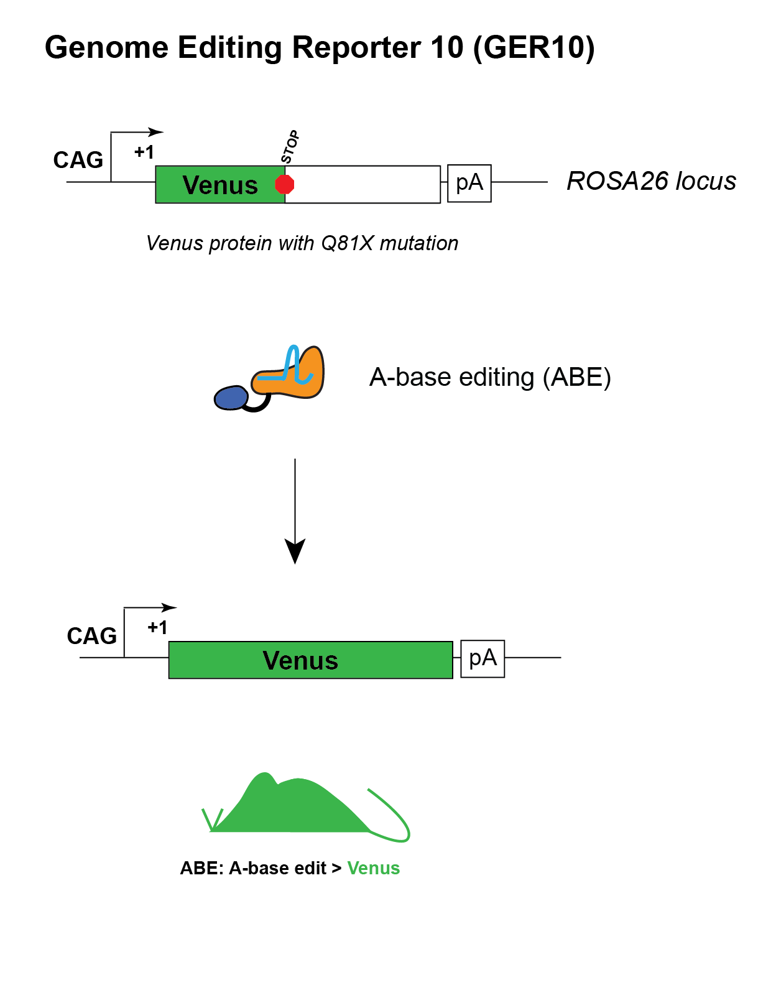 Genome Editing Reporter 10 (GER10)
STOP
CAG
+1
Venus
pA
ROSA26 locus
Venus protein with Q81X mutation
A-base editing (ABE)
CAG
+1
Venus
pA
ABE: A-base edit > Venus